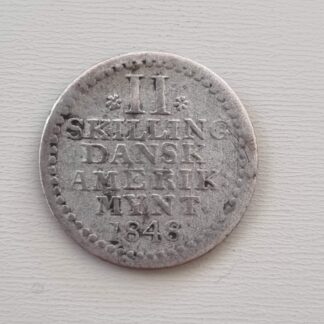 * II *
SKILLING
DANSK
AMERIK
MYNT
1848